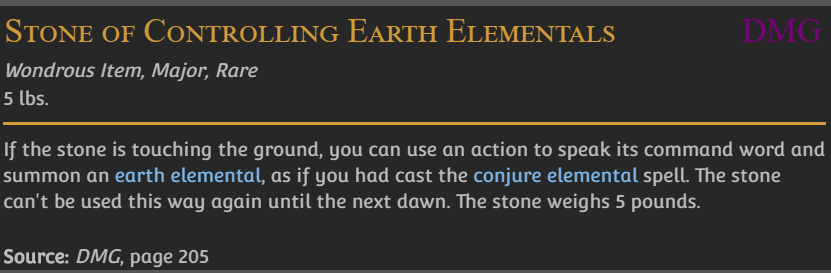 Stone of Controlling Earth Elementals DMG
Wondrous Item, Major, Rare
5 lbs.
If the stone is touching the ground, you can use an action to speak its command word and
summon an earth elemental, as if you had cast the conjure elemental spell. The stone
can't be used this way again until the next dawn. The stone weighs 5 pounds.
Source: DMG, page 205